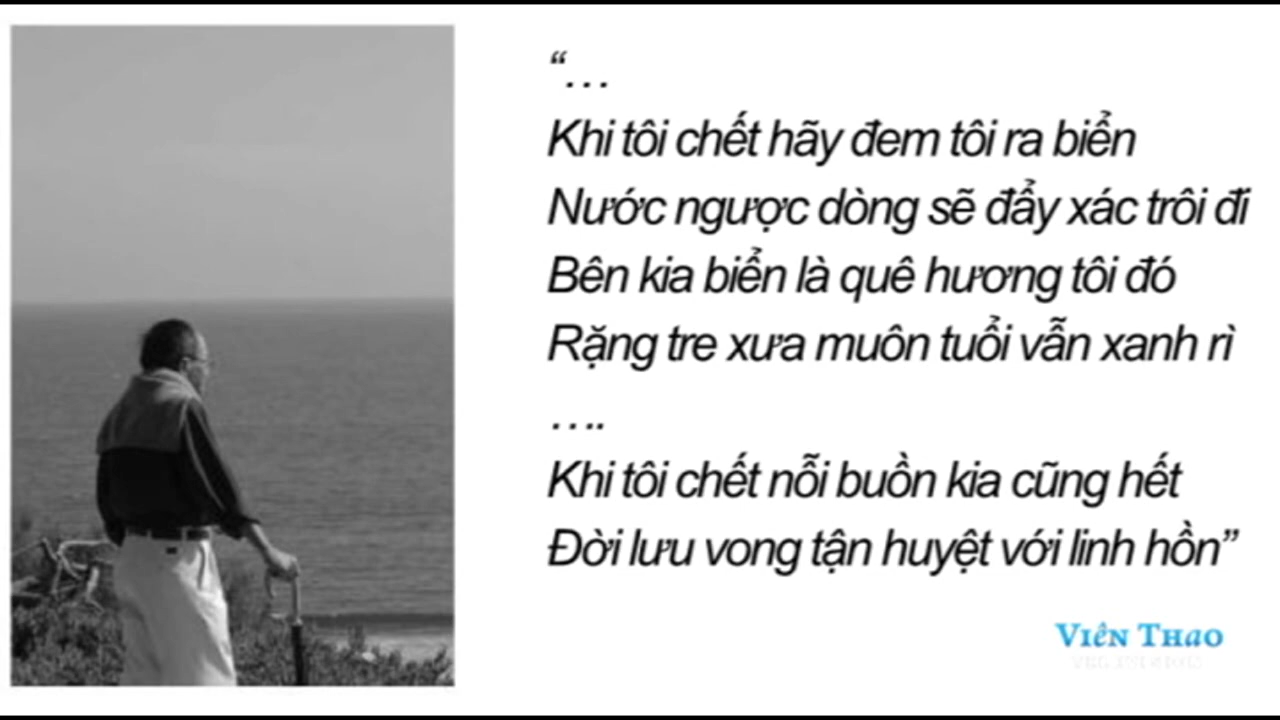 “…
Khi tôi chết hãy đem tôi ra biển
Nước ngược dòng sẽ đẩy xác trôi đi
Bên kia biển là quê hương tôi đó
Rặng tre xưa muôn tuổi vẫn xanh rì
….
Khi tôi chết nỗi buồn kia cũng hết
Đời lưu vong tận huyệt với linh hồn”
Viên Thao